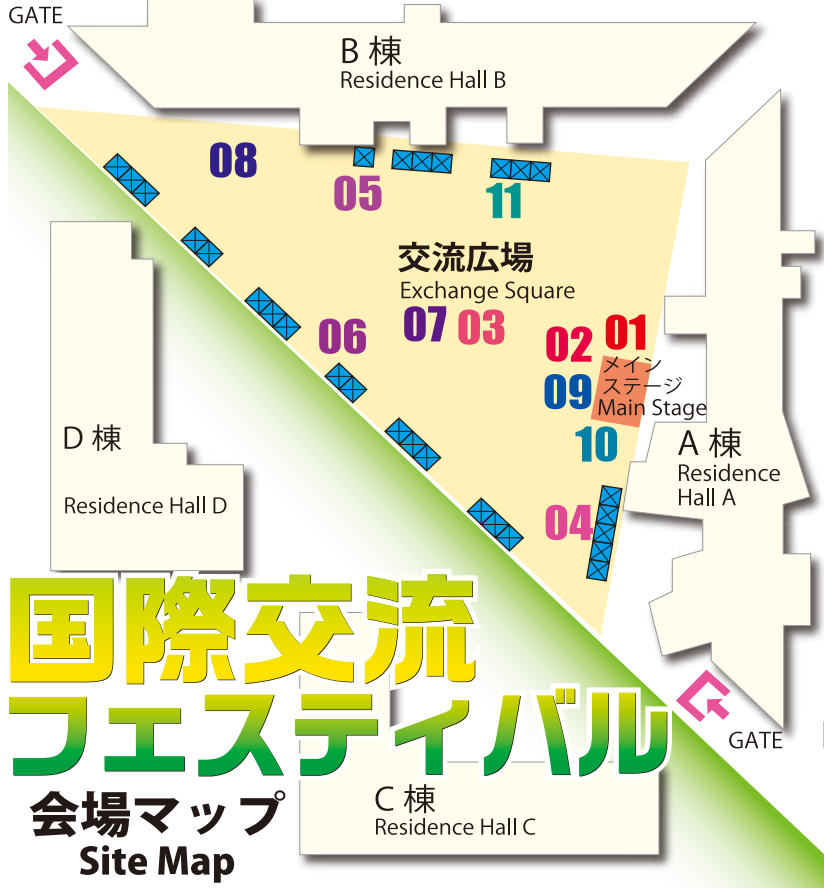 GATE
B 棟
Residence Hall B
08
05
11
交流広場
Exchange Square
06
07
03
02
01
メイン
ステージ
Main Stage
09
10
04
A 棟
Residence
Hall A
D 棟
Residence Hall D
国際交流
フェスティバル
会場マップ
Site Map
C 棟
Residence Hall C
GATE